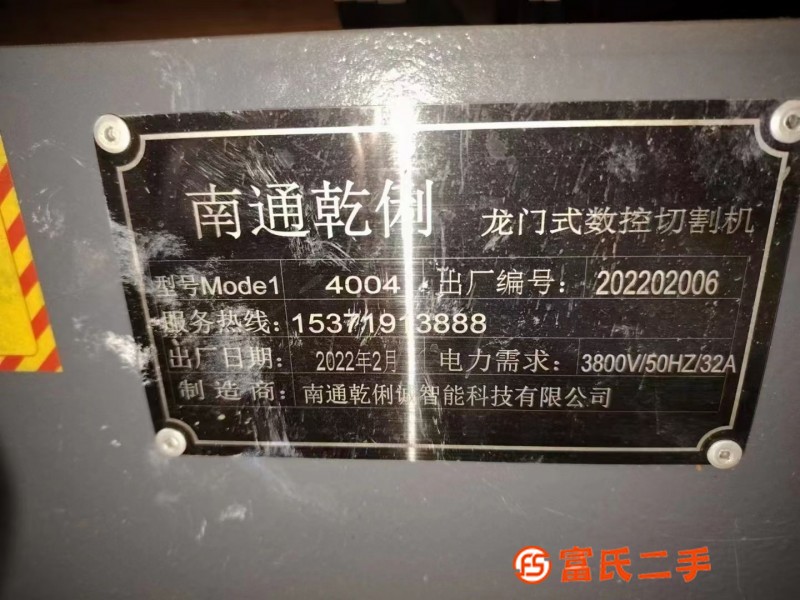 南通乾俐 龙门式数控切割机
型号Model 4004 出厂编号: 202202006
服务热线: 15371913888
出厂日期: 2022年2月 电力需求: 3800V/50HZ/32A
制造商: 南通乾俐诚智能科技有限公司
富氏二手